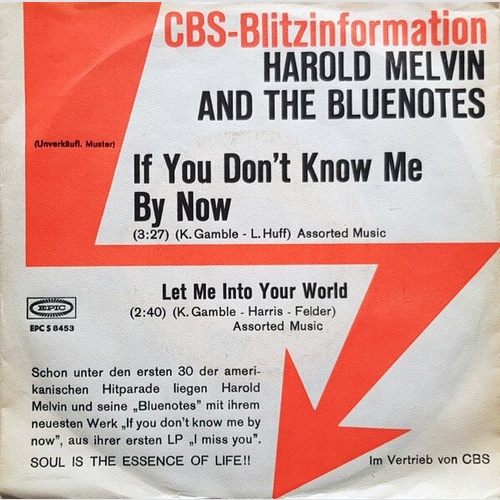 CBS-Blitzinformation
HAROLD MELVIN
AND THE BLUENOTES
(Unverkäufl. Muster)
If You Don't Know Me
By Now
(3:27) (K. Gamble - L. Huff) Assorted Music
Let Me Into Your World
(2:40) (K. Gamble - Harris - Felder)
Assorted Music
EPIC
EPC S 8453
Schon unter den ersten 30 der ameri-
kanischen Hitparade liegen Harold
Melvin und seine „Bluenotes" mit ihrem
neuesten Werk „If you don't know me by
now", aus ihrer ersten LP „I miss you".
SOUL IS THE ESSENCE OF LIFE!!
Im Vertrieb von CBS